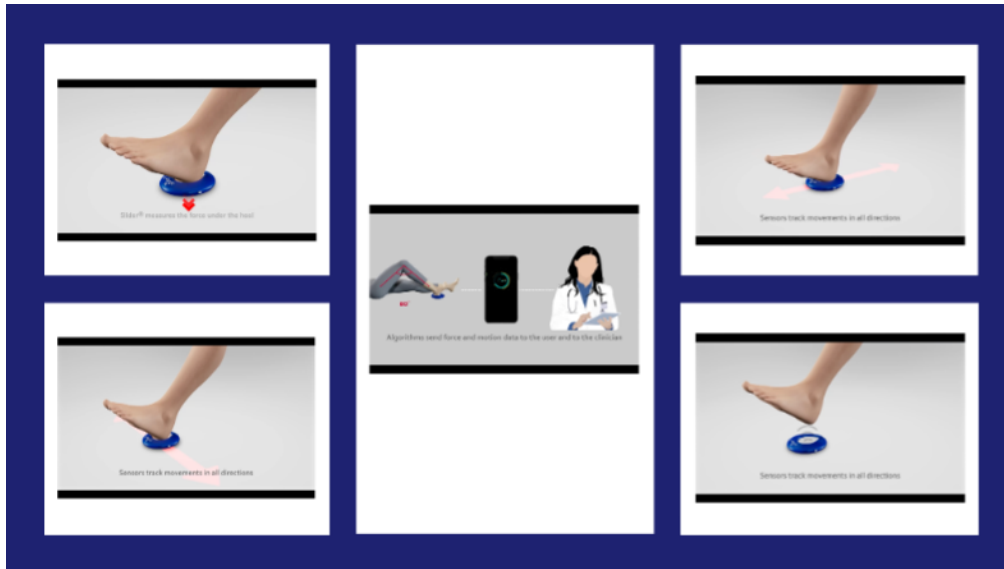 Slider® measures the force under the heel
Sensors track movements in all directions
Algorithms send force and motion data to the user and to the clinician
Sensors track movements in all directions
Sensors track movements in all directions